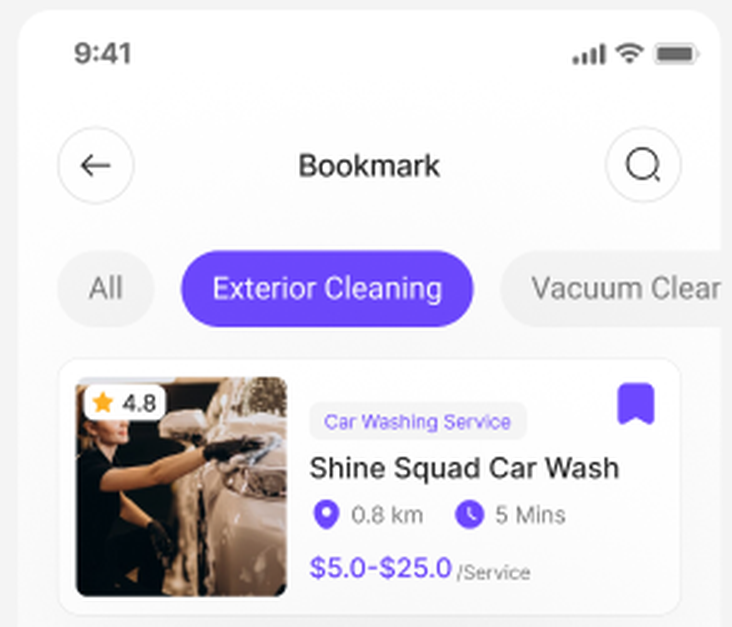 9:41
Bookmark
All Exterior Cleaning Vacuum Clear
4.8
Car Washing Service
Shine Squad Car Wash
0.8 km 5 Mins
$5.0-$25.0 /Service